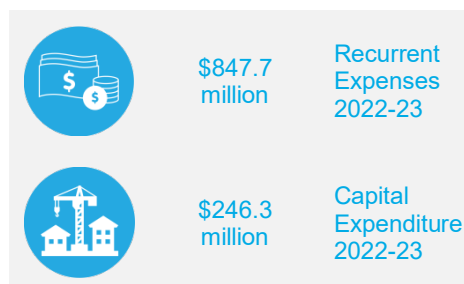 $
$
$847.7
million
Recurrent
Expenses
2022-23
$246.3
million
Capital
Expenditure
2022-23